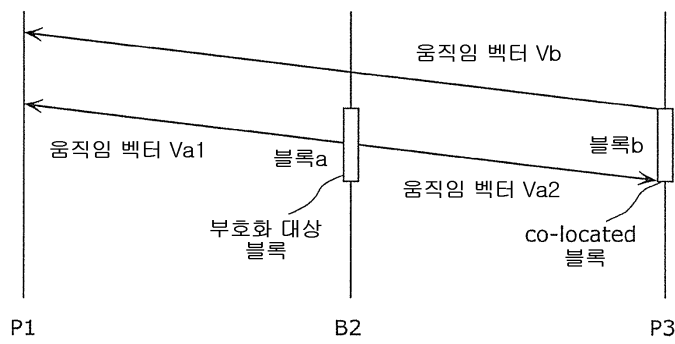 움직임 벡터 Vb
움직임 벡터 Va1
블록a
블록b
움직임 벡터 Va2
부호화 대상
블록
co-located
블록
P1
B2
P3